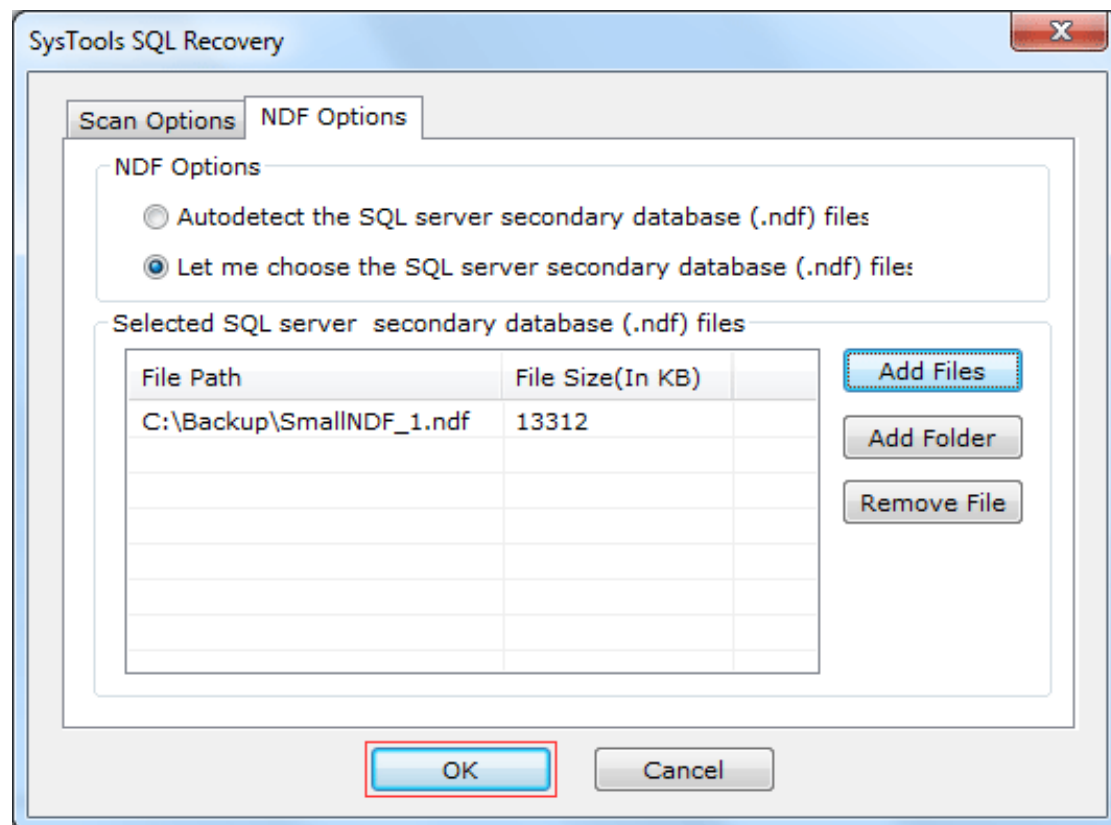 SysTools SQL Recovery
Scan Options NDF Options
NDF Options
Autodetect the SQL server secondary database (.ndf) files
Let me choose the SQL server secondary database (.ndf) files
Selected SQL server secondary database (.ndf) files
File Path File Size(In KB) Add Files
C:\Backup\SmallNDF_1.ndf 13312
Add Folder
Remove File
OK Cancel